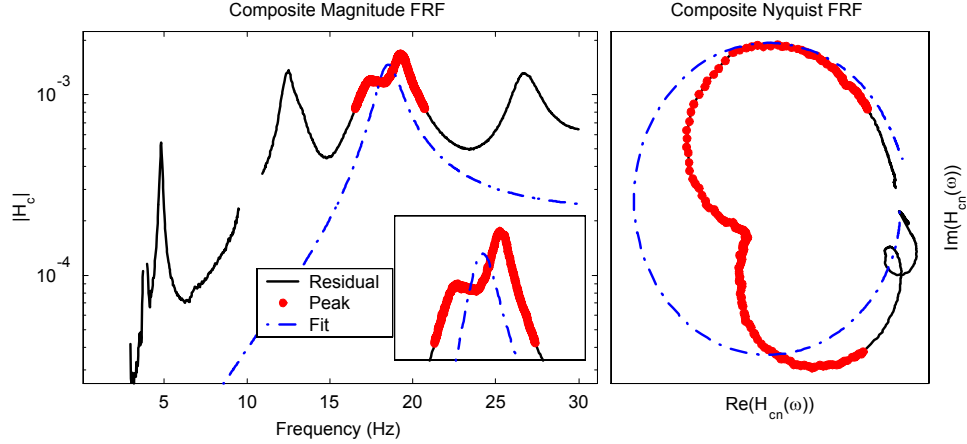 Composite Magnitude FRF
Composite Nyquist FRF
|H_c|
10^-3
10^-4
Residual
Peak
Fit
5 10 15 20 25 30
Frequency (Hz)
Re(H_cn(ω))
Im(H_cn(ω))